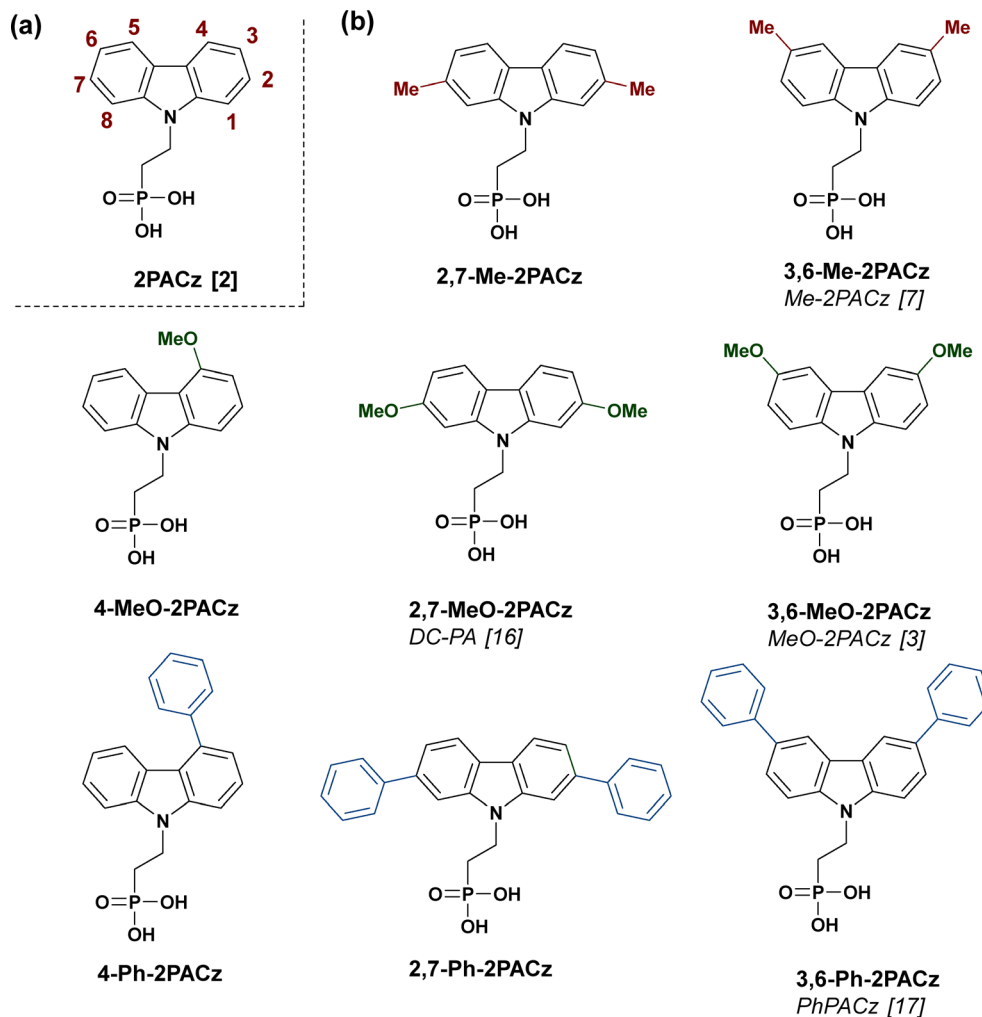 (a)
5 4
6 3
7 2
8 1
N
O=P–OH
OH
2PACz [2]
(b)
Me Me
N
O=P–OH
OH
2,7-Me-2PACz
Me Me
N
O=P–OH
OH
3,6-Me-2PACz
Me-2PACz [7]
MeO
N
O=P–OH
OH
4-MeO-2PACz
MeO OMe
N
O=P–OH
OH
2,7-MeO-2PACz
DC-PA [16]
MeO OMe
N
O=P–OH
OH
3,6-MeO-2PACz
MeO-2PACz [3]
N
O=P–OH
OH
4-Ph-2PACz
N
O=P–OH
OH
2,7-Ph-2PACz
N
O=P–OH
OH
3,6-Ph-2PACz
PhPACz [17]